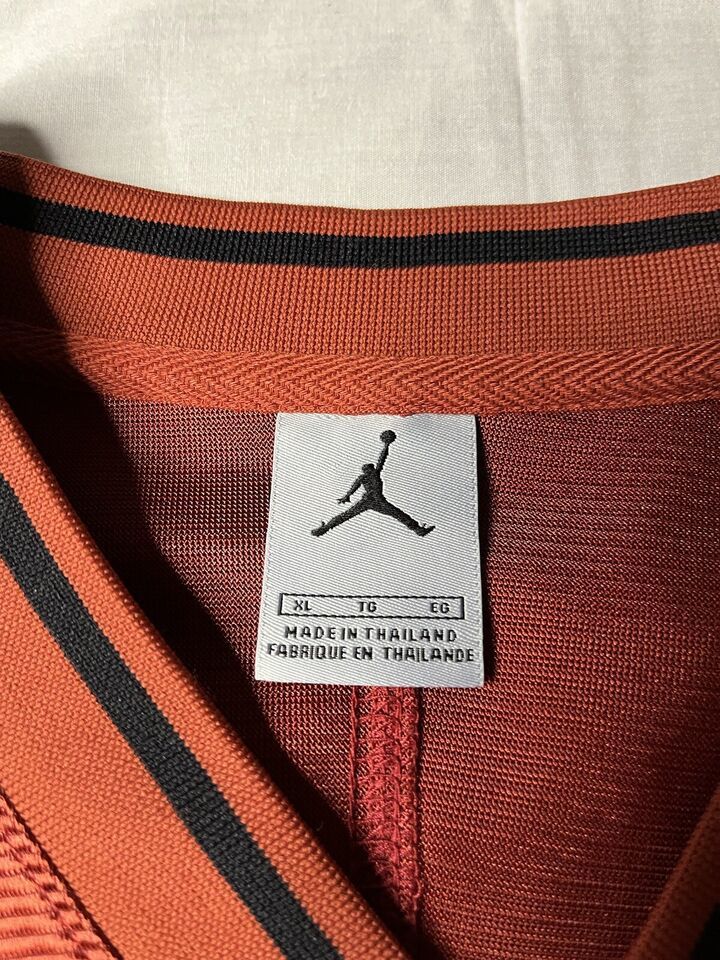 XL TG EG
MADE IN THAILAND
FABRIQUE EN THAILANDE